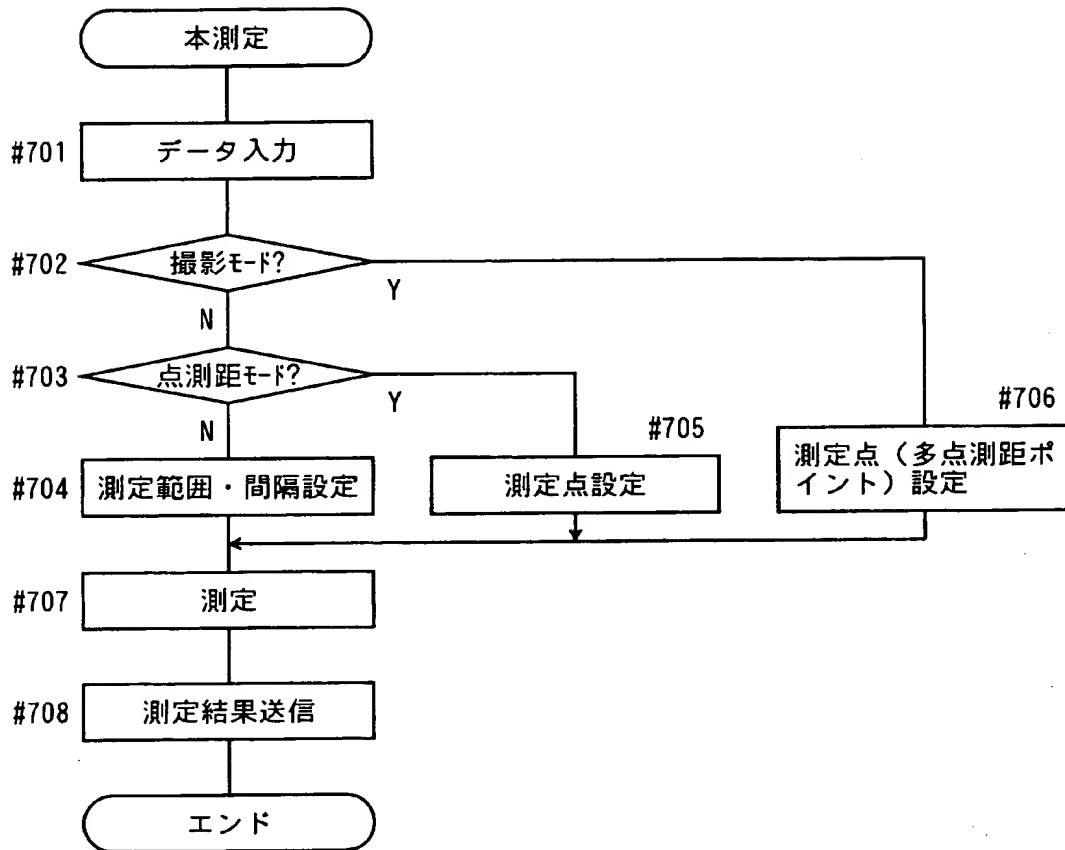 本測定
#701 データ入力
#702 撮影モード?
Y
N
#703 点測距モード?
Y
N
#706
#705
測定点（多点測距ポ
イント）設定
#704 測定範囲・間隔設定
測定点設定
#707 測定
#708 測定結果送信
エンド